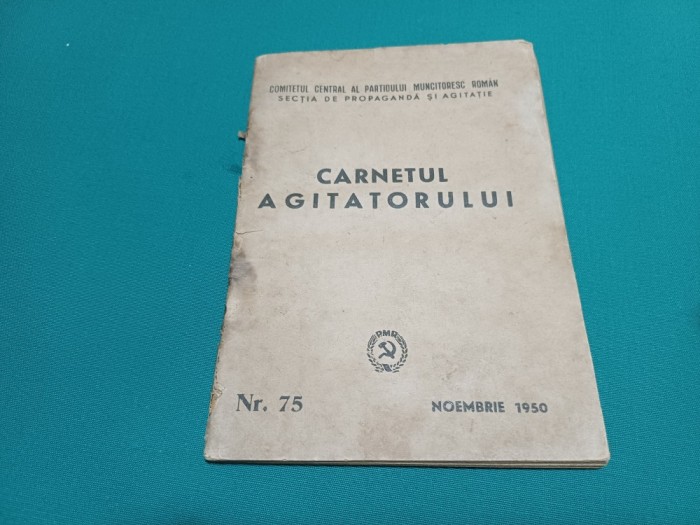 COMITETUL CENTRAL AL PARTIDULUI MUNCITORESC ROMÂN
SECȚIA DE PROPAGANDĂ ȘI AGITAȚIE
CARNETUL
AGITATORULUI
PMR
Nr. 75
NOEMBRIE 1950